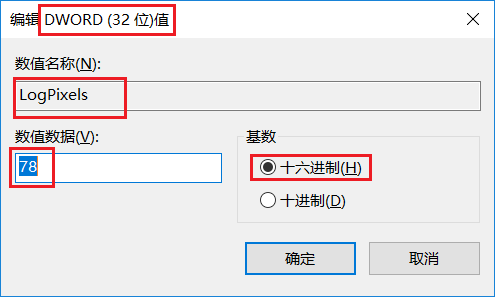 编辑 DWORD (32 位)值
数值名称(N):
LogPixels
数值数据(V):
78
基数
十六进制(H)
十进制(D)
确定
取消